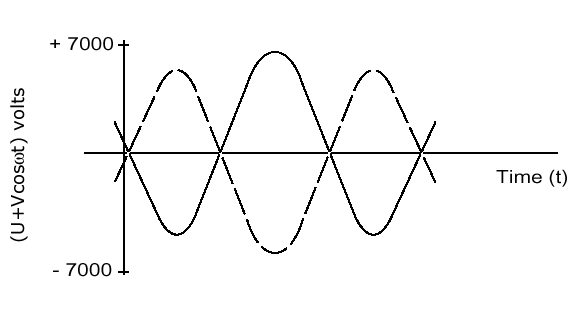 + 7000
(U+Vcosωt) volts
Time (t)
- 7000